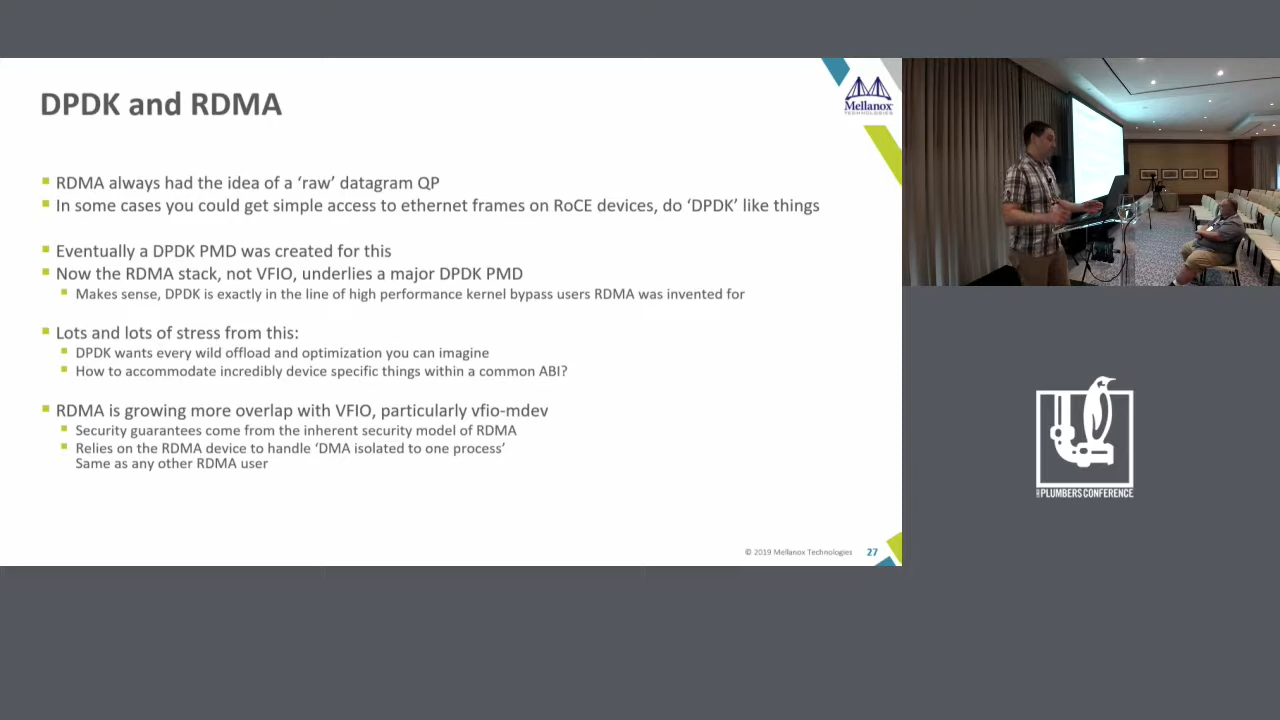 DPDK and RDMA
Mellanox
TECHNOLOGIES
RDMA always had the idea of a ‘raw’ datagram QP
In some cases you could get simple access to ethernet frames on RoCE devices, do ‘DPDK’ like things
Eventually a DPDK PMD was created for this
Now the RDMA stack, not VFIO, underlies a major DPDK PMD
Makes sense, DPDK is exactly in the line of high performance kernel bypass users RDMA was invented for
Lots and lots of stress from this:
DPDK wants every wild offload and optimization you can imagine
How to accommodate incredibly device specific things within a common ABI?
RDMA is growing more overlap with VFIO, particularly vfio-mdev
Security guarantees come from the inherent security model of RDMA
Relies on the RDMA device to handle ‘DMA isolated to one process’
Same as any other RDMA user
© 2019 Mellanox Technologies 27
PLUMBERS CONFERENCE